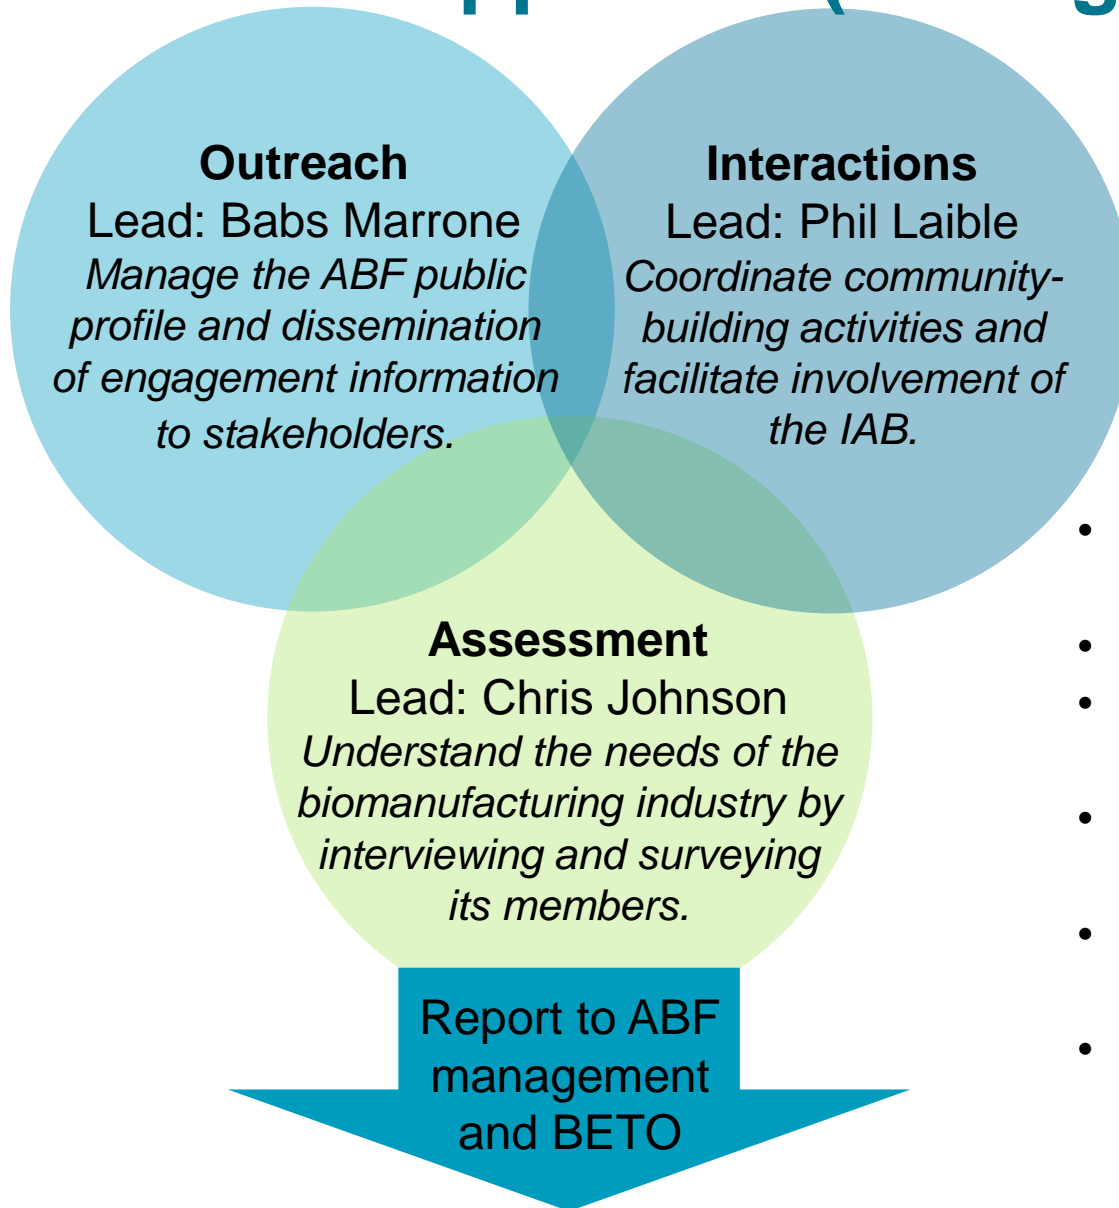 Outreach
Lead: Babs Marrone
Manage the ABF public
profile and dissemination
of engagement information
to stakeholders.
Interactions
Lead: Phil Laible
Coordinate community-
building activities and
facilitate involvement of
the IAB.
Assessment
Lead: Chris Johnson
Understand the needs of the
biomanufacturing industry by
interviewing and surveying
its members.
Report to ABF
management
and BETO